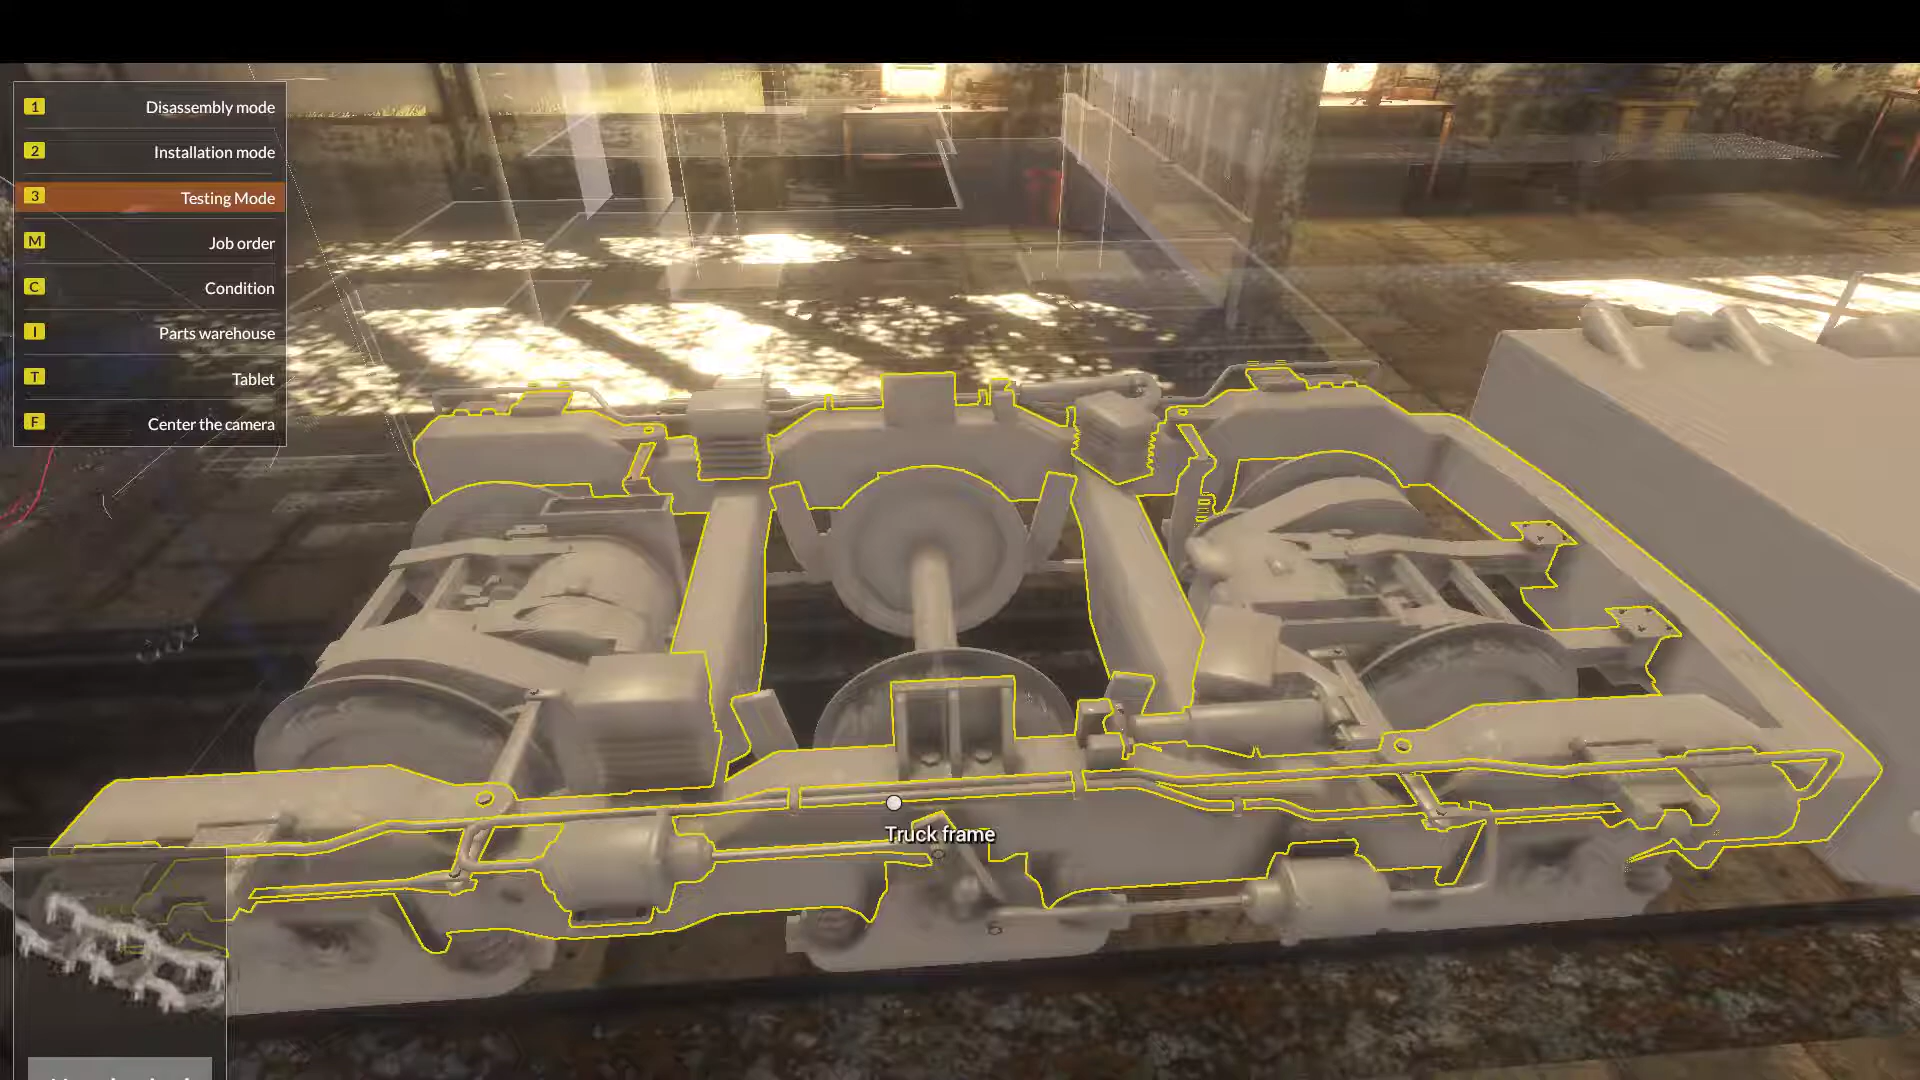 1 Disassembly mode
2 Installation mode
3 Testing Mode
M Job order
C Condition
I Parts warehouse
T Tablet
F Center the camera
Truck frame